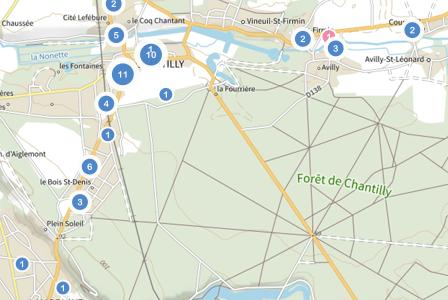 2
Cité Lefébure
Chaussée
le Coq Chantant
Vineuil-St-Firmin
5
2
3
2
la Nonette
1
10
les Fontaines
11
Avilly
Avilly-St-Léonard
1
la Fourrière
4
D138
1
n. d'Aiglemont
6
le Bois St-Denis
Forêt de Chantilly
3
Plein Soleil
1
100
1